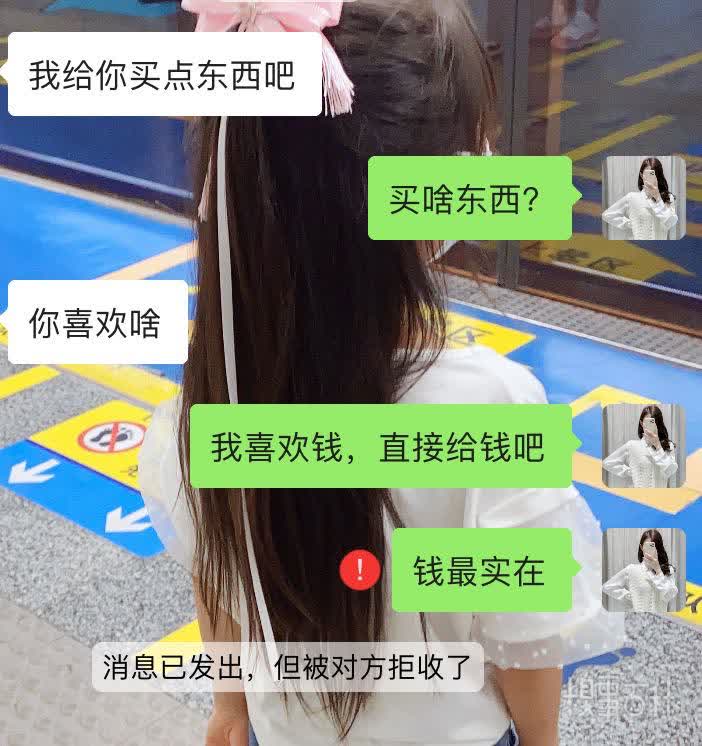 我给你买点东西吧
买啥东西？
你喜欢啥
我喜欢钱，直接给钱吧
钱最实在
消息已发出，但被对方拒收了